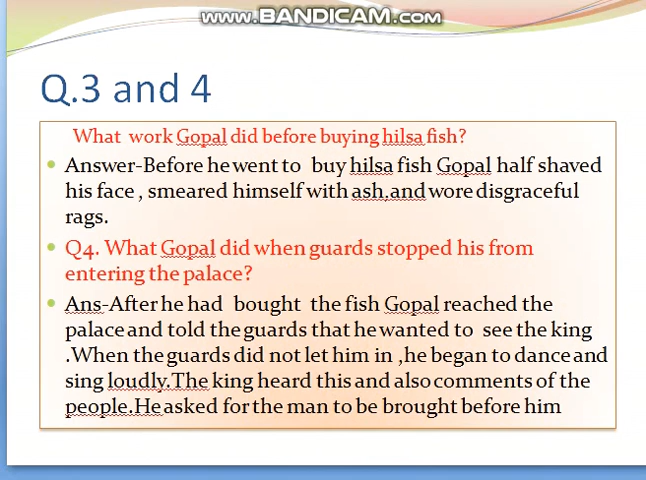 www.BANDICAM.com
Q.3 and 4
What work Gopal did before buying hilsa fish?
Answer-Before he went to buy hilsa fish Gopal half shaved
his face , smeared himself with ash,and wore disgraceful
rags.
Q4. What Gopal did when guards stopped his from
entering the palace?
Ans-After he had bought the fish Gopal reached the
palace and told the guards that he wanted to see the king
.When the guards did not let him in ,he began to dance and
sing loudly.The king heard this and also comments of the
people.He asked for the man to be brought before him